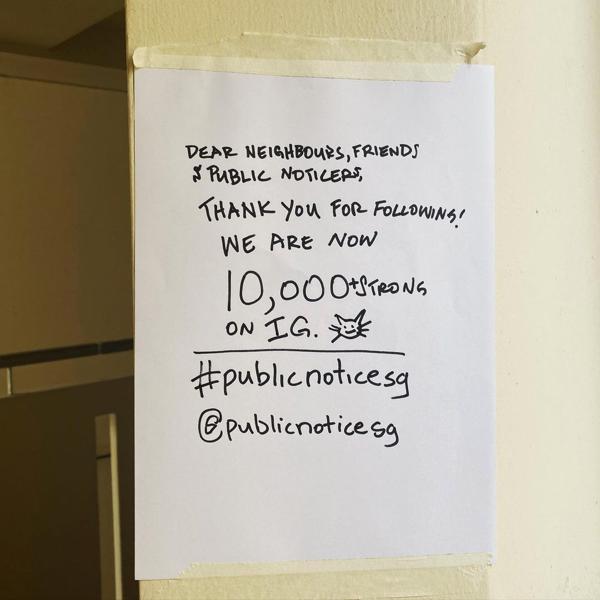 DEAR NEIGHBOURS, FRIENDS
& PUBLIC NOTICERS,
THANK YOU FOR FOLLOWING!
WE ARE NOW
10,000+ STRONG
ON IG.
#publicnoticesg
@publicnoticesg